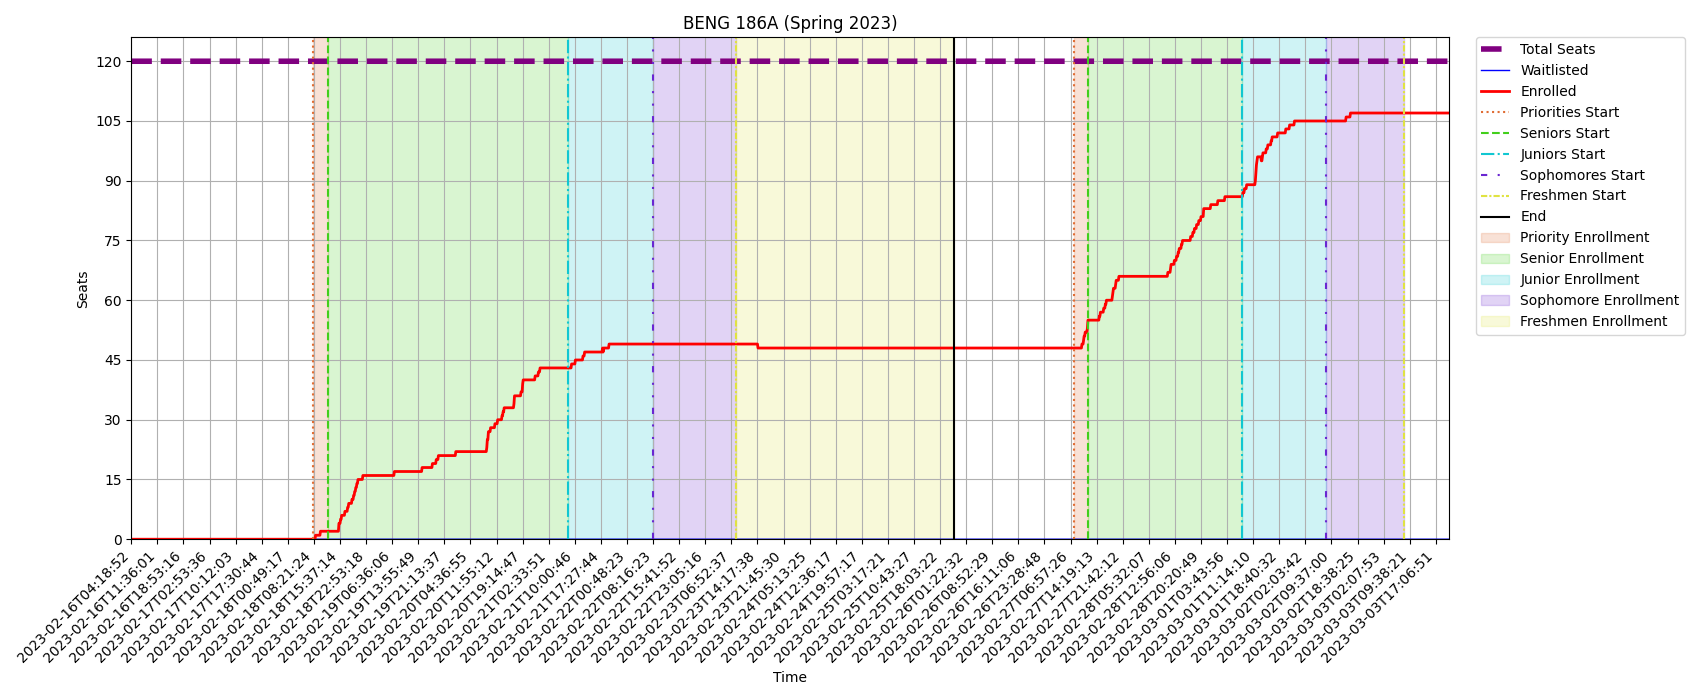 BENG 186A (Spring 2023)
120
105
90
75
60
45
30
15
0
Seats
2023-02-16T04:18:52
2023-02-16T11:36:01
2023-02-16T18:53:16
2023-02-17T02:53:36
2023-02-17T10:12:03
2023-02-17T17:30:44
2023-02-18T00:49:17
2023-02-18T08:21:24
2023-02-18T15:37:14
2023-02-18T22:53:18
2023-02-19T06:36:06
2023-02-19T13:55:49
2023-02-19T21:13:37
2023-02-20T04:36:55
2023-02-20T11:55:12
2023-02-20T19:14:47
2023-02-21T02:33:51
2023-02-21T10:00:46
2023-02-21T17:27:44
2023-02-22T00:48:23
2023-02-22T08:16:23
2023-02-22T15:41:52
2023-02-22T23:05:16
2023-02-23T06:52:37
2023-02-23T14:17:38
2023-02-23T21:45:30
2023-02-24T05:13:25
2023-02-24T12:36:17
2023-02-24T19:57:17
2023-02-25T03:17:21
2023-02-25T10:43:27
2023-02-25T18:03:22
2023-02-26T01:22:32
2023-02-26T08:52:29
2023-02-26T16:11:06
2023-02-26T23:28:48
2023-02-27T06:57:26
2023-02-27T14:19:13
2023-02-27T21:42:12
2023-02-28T05:32:07
2023-02-28T12:56:06
2023-02-28T20:20:49
2023-03-01T03:43:56
2023-03-01T11:14:10
2023-03-01T18:40:32
2023-03-02T02:03:42
2023-03-02T09:37:00
2023-03-02T18:38:25
2023-03-03T02:07:53
2023-03-03T09:38:21
2023-03-03T17:06:51
Time
Total Seats
Waitlisted
Enrolled
Priorities Start
Seniors Start
Juniors Start
Sophomores Start
Freshmen Start
End
Priority Enrollment
Senior Enrollment
Junior Enrollment
Sophomore Enrollment
Freshmen Enrollment